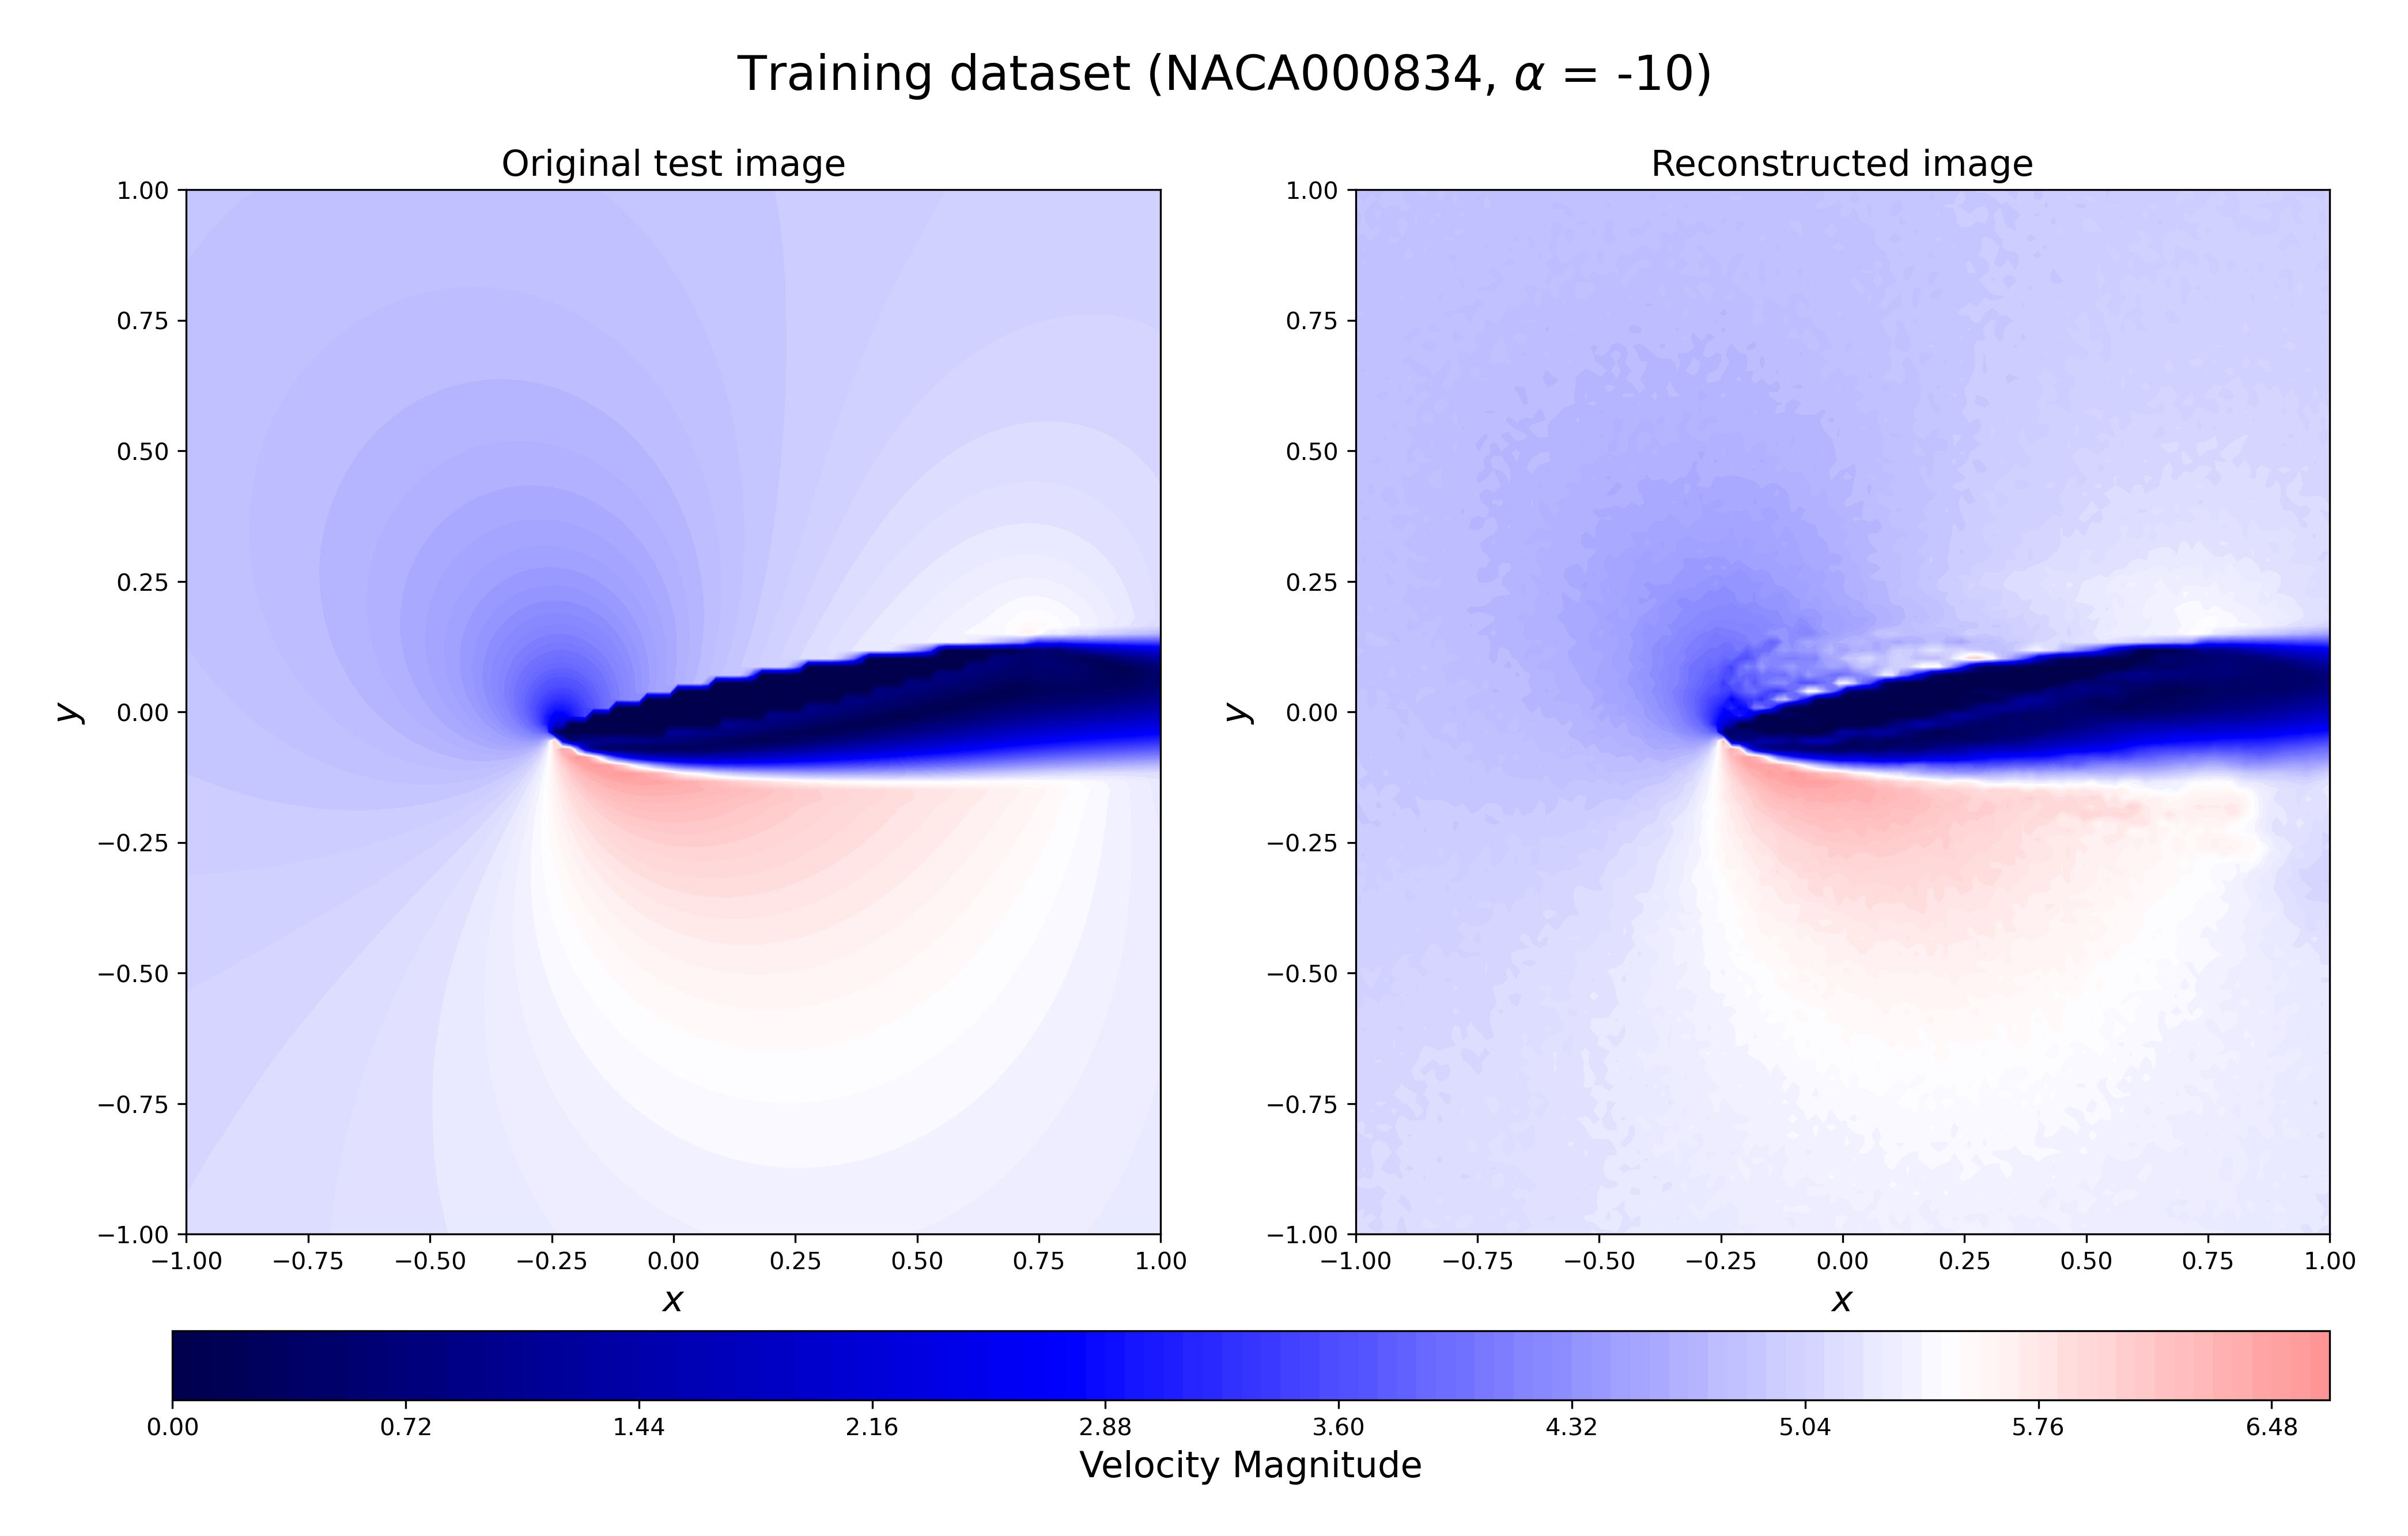 Training dataset (NACA000834, α = -10)
Original test image
Reconstructed image
1.00
0.75
0.50
0.25
0.00
−0.25
−0.50
−0.75
−1.00
y
−1.00 −0.75 −0.50 −0.25 0.00 0.25 0.50 0.75 1.00
x
1.00
0.75
0.50
0.25
0.00
−0.25
−0.50
−0.75
−1.00
y
−1.00 −0.75 −0.50 −0.25 0.00 0.25 0.50 0.75 1.00
x
0.00 0.72 1.44 2.16 2.88 3.60 4.32 5.04 5.76 6.48
Velocity Magnitude